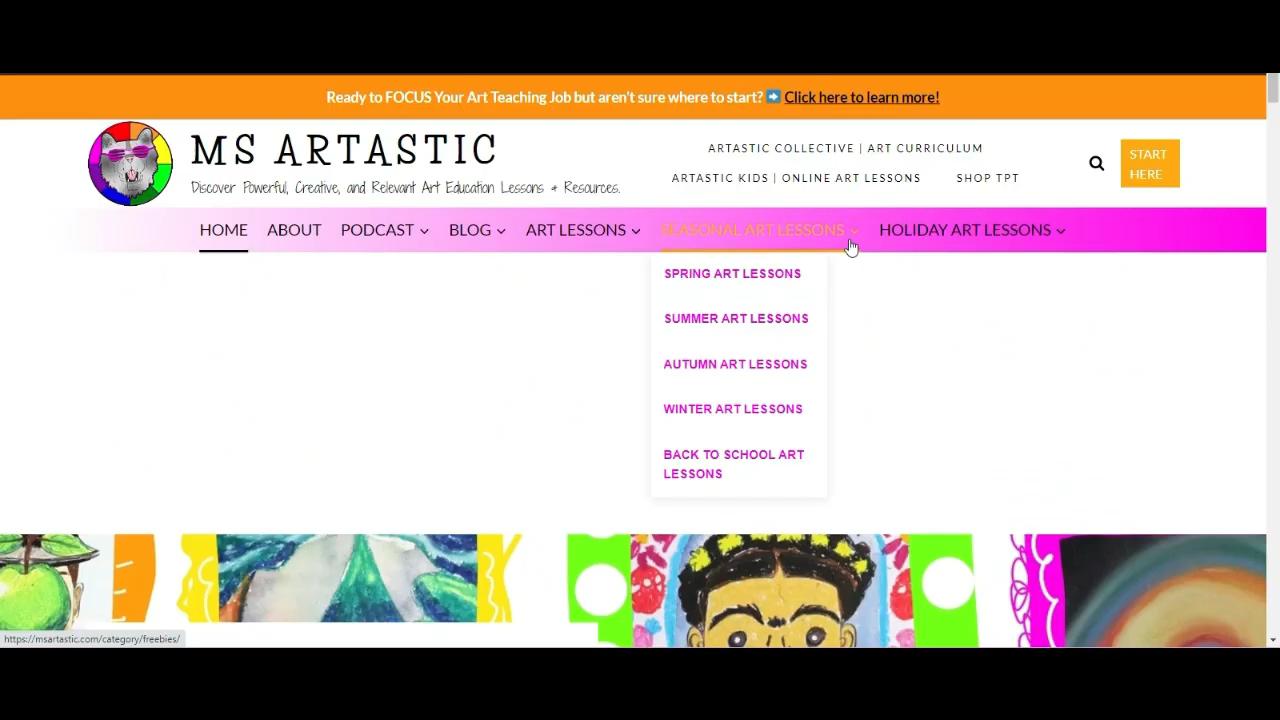 Ready to FOCUS Your Art Teaching Job but aren't sure where to start? ➡ Click here to learn more!
MS ARTASTIC
Discover Powerful, Creative, and Relevant Art Education Lessons & Resources.
ARTASTIC COLLECTIVE | ART CURRICULUM
ARTASTIC KIDS | ONLINE ART LESSONS
SHOP TPT
START
HERE
HOME
ABOUT
PODCAST
BLOG
ART LESSONS
SEASONAL ART LESSONS
HOLIDAY ART LESSONS
SPRING ART LESSONS
SUMMER ART LESSONS
AUTUMN ART LESSONS
WINTER ART LESSONS
BACK TO SCHOOL ART
LESSONS
https://msartastic.com/category/freebies/